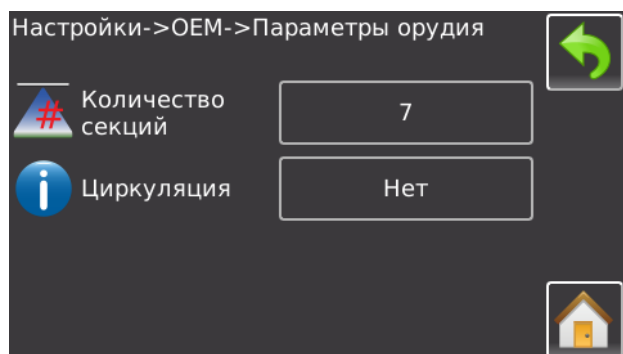 Настройки->OEM->Параметры орудия
Количество
секций
7
Циркуляция
Нет